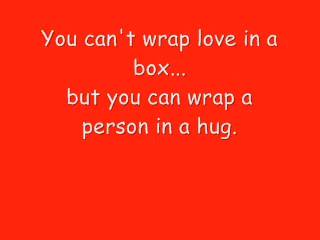 You can't wrap love in a
box...
but you can wrap a
person in a hug.